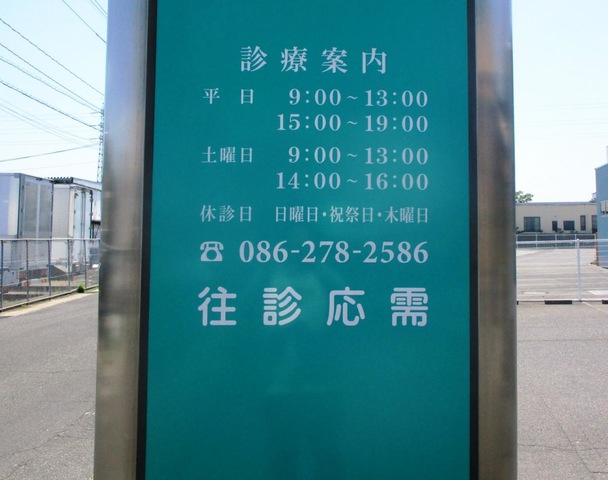 診療案内
平日 9:00~13:00
15:00~19:00
土曜日 9:00~13:00
14:00~16:00
休診日 日曜日・祝祭日・木曜日
☎ 086-278-2586
往診応需